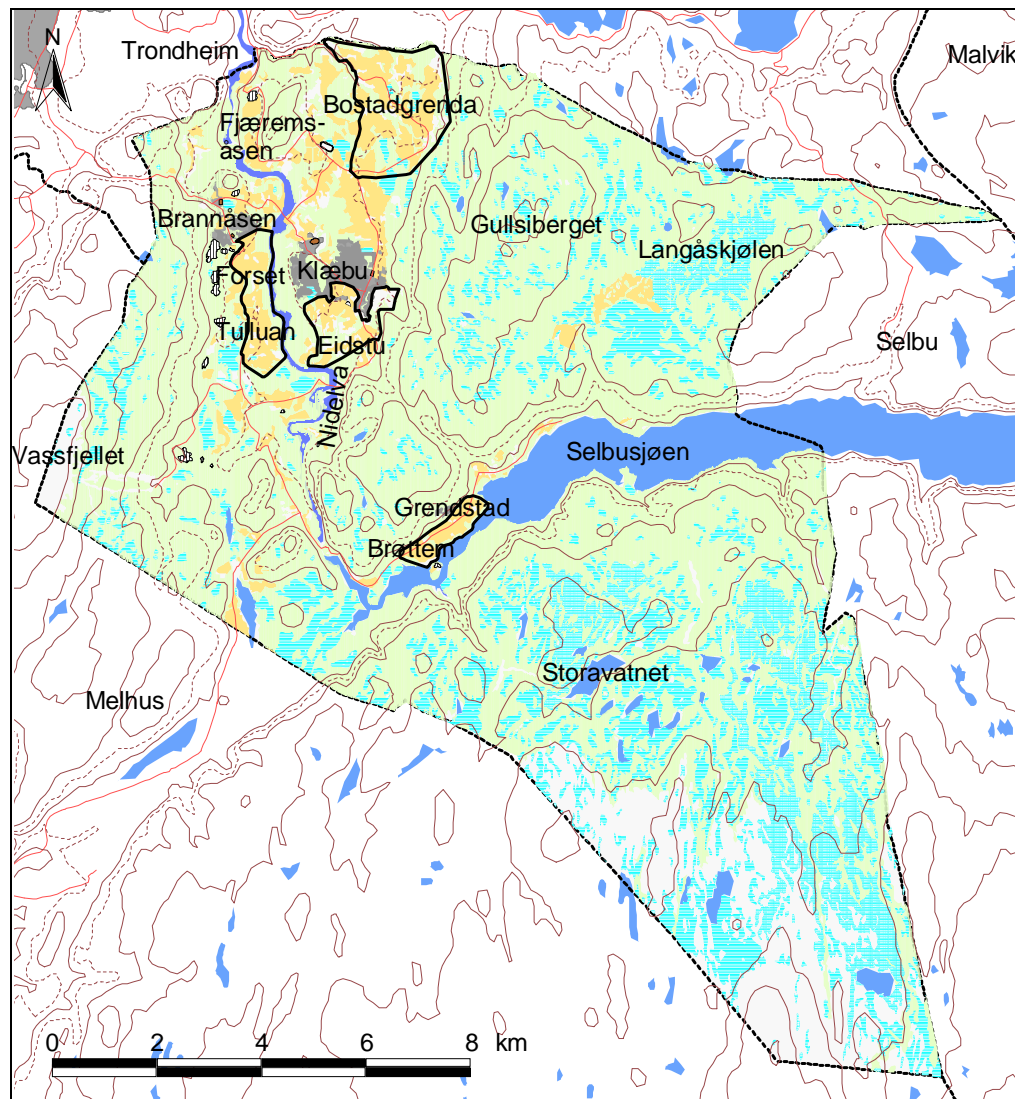 N
Trondheim
Malvik
Bostadgrenda
Fjærems-
åsen
Brannåsen
Gullsiberget
Langåskjølen
Forset
Klæbu
Tulluan
Eidstu
Selbu
Nidelva
Vassfjellet
Selbusjøen
Grendstad
Brøttem
Storavatnet
Melhus
0 2 4 6 8 km